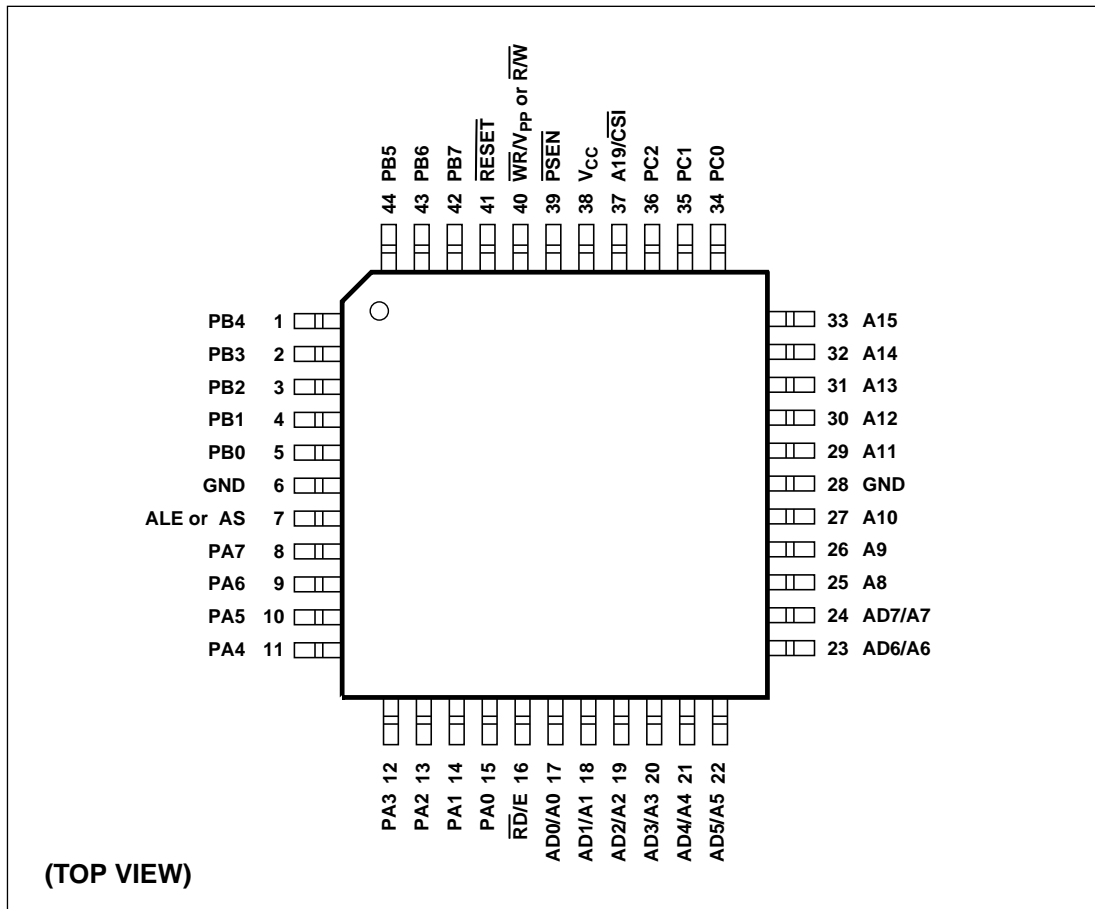 44 PB5
43 PB6
42 PB7
41 R̅E̅S̅E̅T̅
40 W̅R̅/VPP or R̅/̅W̅
39 P̅S̅E̅N̅
38 VCC
37 A19/C̅S̅I̅
36 PC2
35 PC1
34 PC0
PB4 1
PB3 2
PB2 3
PB1 4
PB0 5
GND 6
ALE or AS 7
PA7 8
PA6 9
PA5 10
PA4 11
33 A15
32 A14
31 A13
30 A12
29 A11
28 GND
27 A10
26 A9
25 A8
24 AD7/A7
23 AD6/A6
PA3 12
PA2 13
PA1 14
PA0 15
R̅D̅/E 16
AD0/A0 17
AD1/A1 18
AD2/A2 19
AD3/A3 20
AD4/A4 21
AD5/A5 22
(TOP VIEW)